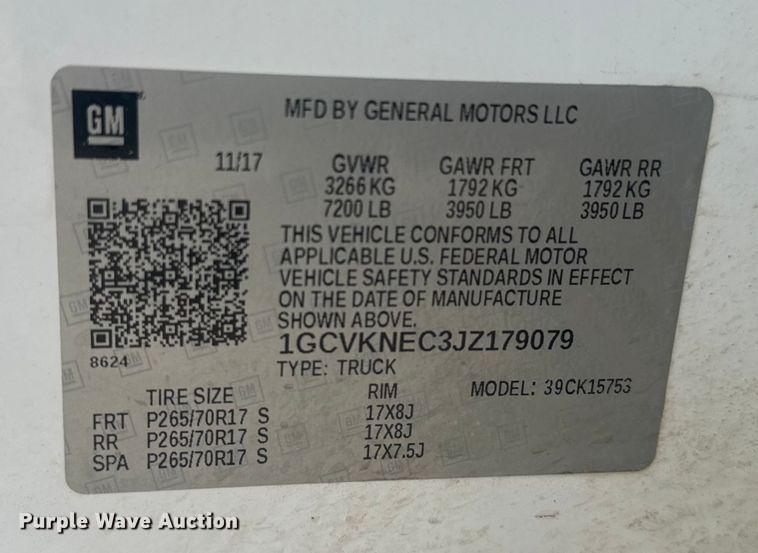 GM
MFD BY GENERAL MOTORS LLC
11/17 GVWR GAWR FRT GAWR RR
3266 KG 1792 KG 1792 KG
7200 LB 3950 LB 3950 LB
THIS VEHICLE CONFORMS TO ALL
APPLICABLE U.S. FEDERAL MOTOR
VEHICLE SAFETY STANDARDS IN EFFECT
ON THE DATE OF MANUFACTURE
SHOWN ABOVE.
8624 1GCVKNEC3JZ179079
TYPE: TRUCK MODEL: 39CK15753
TIRE SIZE RIM
FRT P265/70R17 S 17X8J
RR P265/70R17 S 17X8J
SPA P265/70R17 S 17X7.5J
Purple Wave Auction